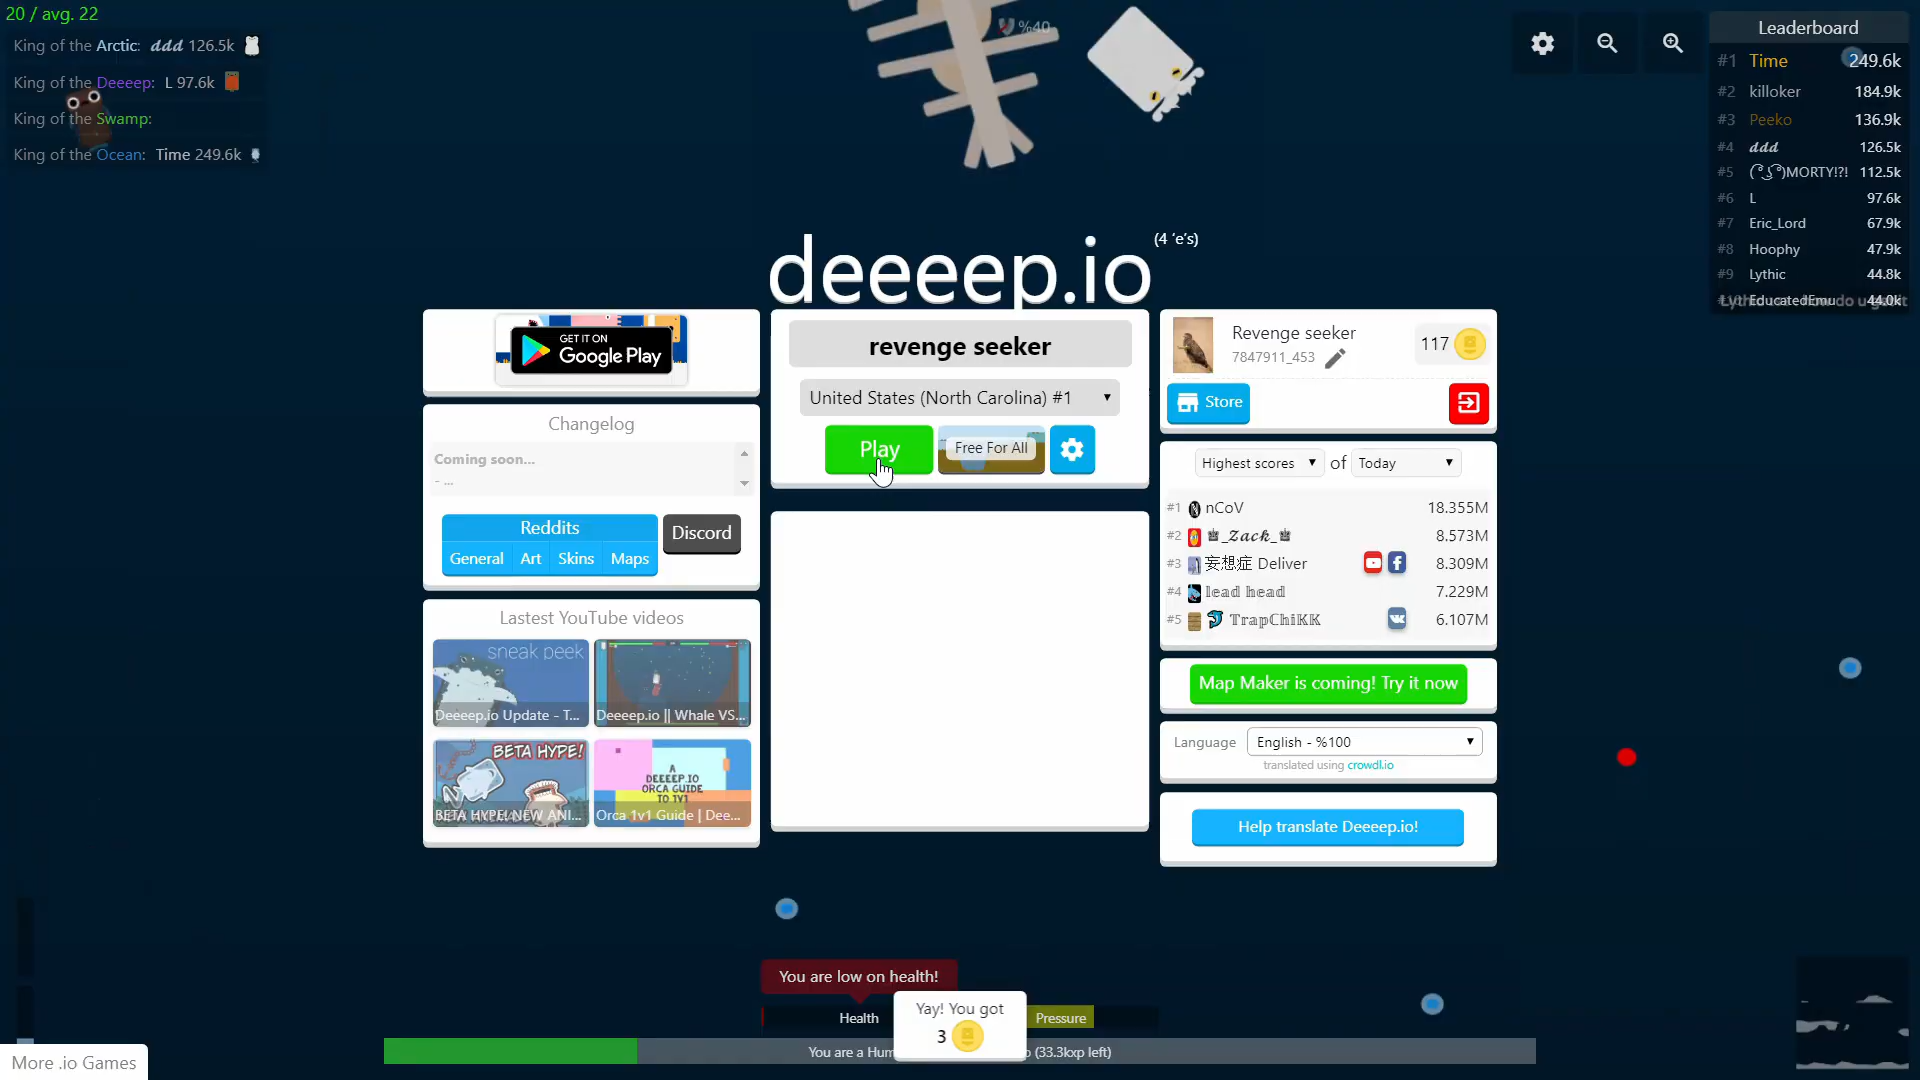 20 / avg. 22
King of the Arctic: ddd 126.5k
King of the Deeeep: L 97.6k
King of the Swamp:
King of the Ocean: Time 249.6k
%40
Leaderboard
#1 Time 249.6k
#2 killoker 184.9k
#3 Peeko 136.9k
#4 ddd 126.5k
#5 ( ͡° ͜ʖ ͡°)MORTY!?! 112.5k
#6 L 97.6k
#7 Eric_Lord 67.9k
#8 Hoophy 47.9k
#9 Lythic 44.8k
EducatedEmu 44.0k
deeeep.io
(4 'e's)
GET IT ON
Google Play
Changelog
Coming soon...
- ...
Reddits
General Art Skins Maps
Discord
Lastest YouTube videos
sneak peek
Deeeep.io Update - T...
Deeeep.io || Whale VS...
BETA HYPE!
BETA HYPE! NEW ANI...
A
DEEEEP.IO
ORCA GUIDE
TO 1V1
Orca 1v1 Guide | Dee...
revenge seeker
United States (North Carolina) #1
Play
Free For All
Revenge seeker
7847911_453
117
Store
Highest scores of Today
#1 nCoV 18.355M
#2 ♕_𝓩𝓪𝓬𝓴_♕ 8.573M
#3 妄想症 Deliver 8.309M
#4 𝕝𝕖𝕒𝕕 𝕙𝕖𝕒𝕕 7.229M
#5 𝕋𝕣𝕒𝕡ℂ𝕙𝕚𝕂𝕂 6.107M
Map Maker is coming! Try it now
Language English - %100
translated using crowdl.io
Help translate Deeeep.io!
You are low on health!
Health
Pressure
Yay! You got
3
You are a Hum
(33.3kxp left)
More .io Games